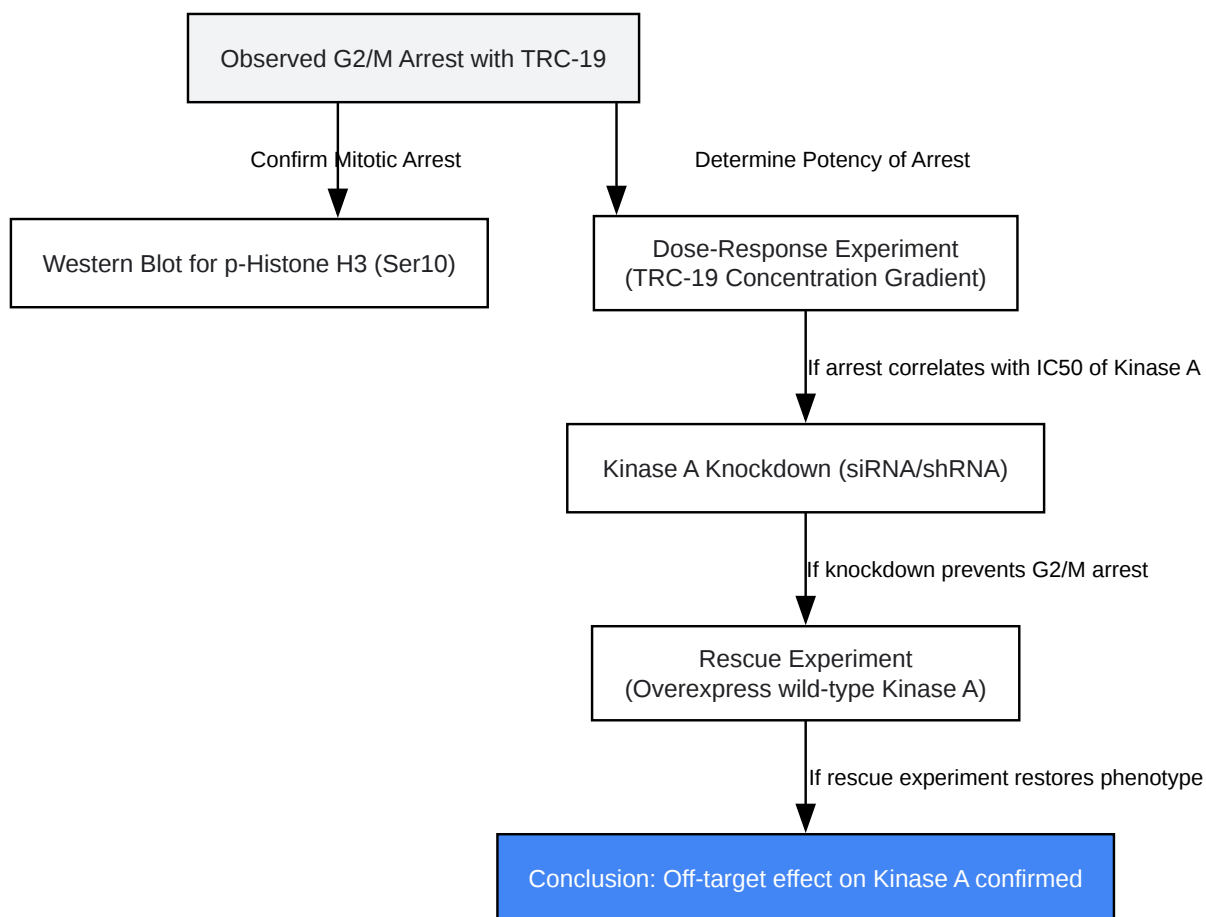 Observed G2/M Arrest with TRC-19
Confirm Mitotic Arrest
Determine Potency of Arrest
Western Blot for p-Histone H3 (Ser10)
Dose-Response Experiment
(TRC-19 Concentration Gradient)
If arrest correlates with IC50 of Kinase A
Kinase A Knockdown (siRNA/shRNA)
If knockdown prevents G2/M arrest
Rescue Experiment
(Overexpress wild-type Kinase A)
If rescue experiment restores phenotype
Conclusion: Off-target effect on Kinase A confirmed